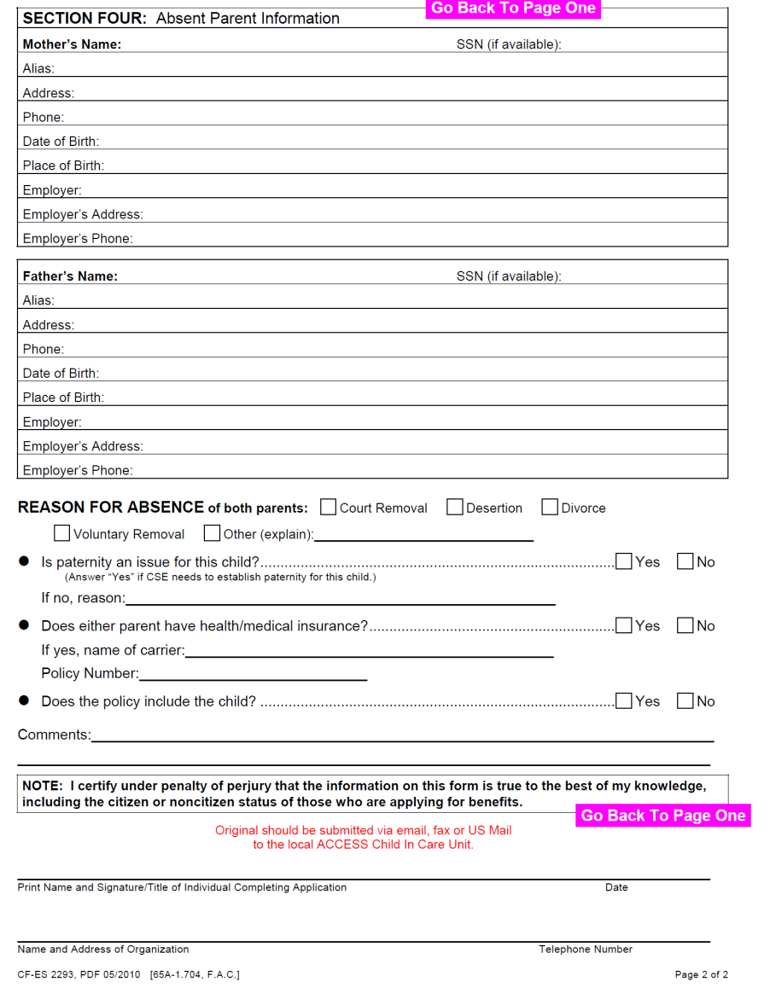 Go Back To Page One
SECTION FOUR: Absent Parent Information
Mother’s Name: SSN (if available):
Alias:
Address:
Phone:
Date of Birth:
Place of Birth:
Employer:
Employer’s Address:
Employer’s Phone:
Father’s Name: SSN (if available):
Alias:
Address:
Phone:
Date of Birth:
Place of Birth:
Employer:
Employer’s Address:
Employer’s Phone:
REASON FOR ABSENCE of both parents: Court Removal Desertion Divorce
Voluntary Removal Other (explain):
Is paternity an issue for this child? Yes No
(Answer “Yes” if CSE needs to establish paternity for this child.)
If no, reason:
Does either parent have health/medical insurance? Yes No
If yes, name of carrier:
Policy Number:
Does the policy include the child? Yes No
Comments:
NOTE: I certify under penalty of perjury that the information on this form is true to the best of my knowledge,
including the citizen or noncitizen status of those who are applying for benefits.
Go Back To Page One
Original should be submitted via email, fax or US Mail
to the local ACCESS Child In Care Unit.
Print Name and Signature/Title of Individual Completing Application Date
Name and Address of Organization Telephone Number
CF-ES 2293, PDF 05/2010 [65A-1.704, F.A.C.] Page 2 of 2